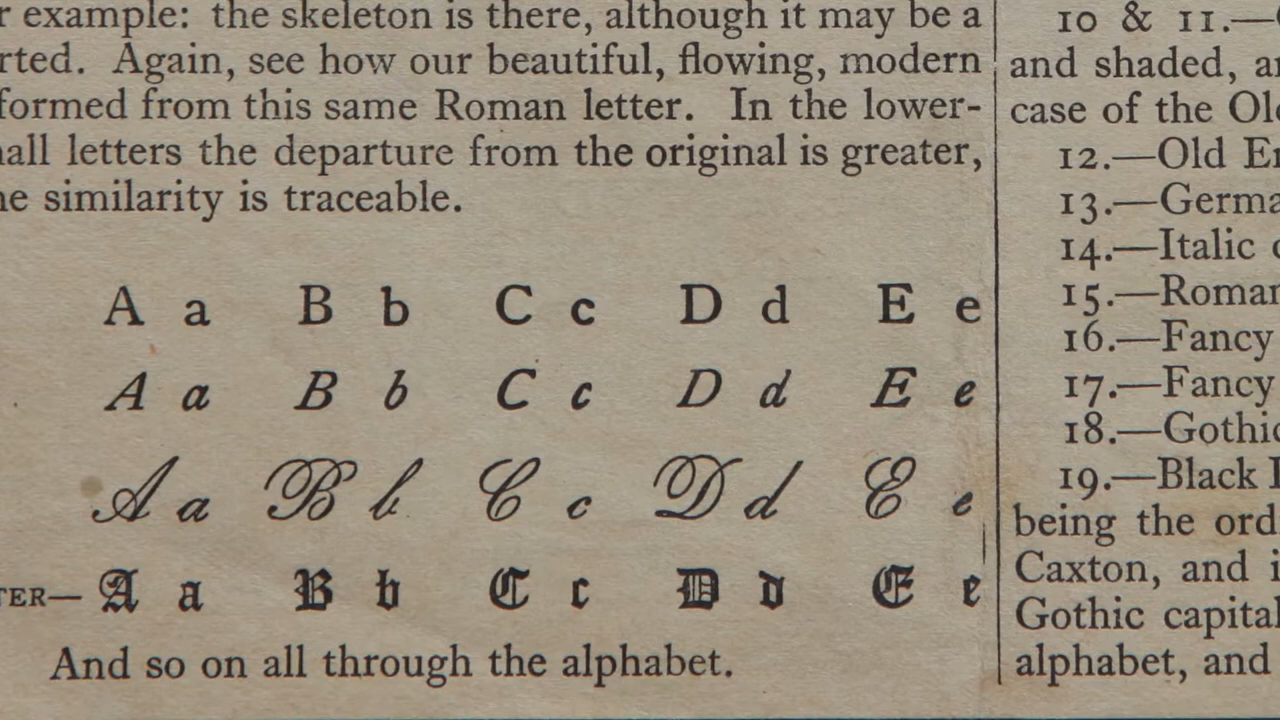 r example: the skeleton is there, although it may be a
rted. Again, see how our beautiful, flowing, modern
formed from this same Roman letter. In the lower-
all letters the departure from the original is greater,
he similarity is traceable.
A a B b C c D d E e
A a B b C c D d E e
A a B b C c D d E e
TER— A a B b C c D d E e
And so on all through the alphabet.
10 & 11.—
and shaded, a
case of the Ol
12.—Old E
13.—Germa
14.—Italic
15.—Roman
16.—Fancy
17.—Fancy
18.—Gothic
19.—Black
being the ord
Caxton, and i
Gothic capital
alphabet, and